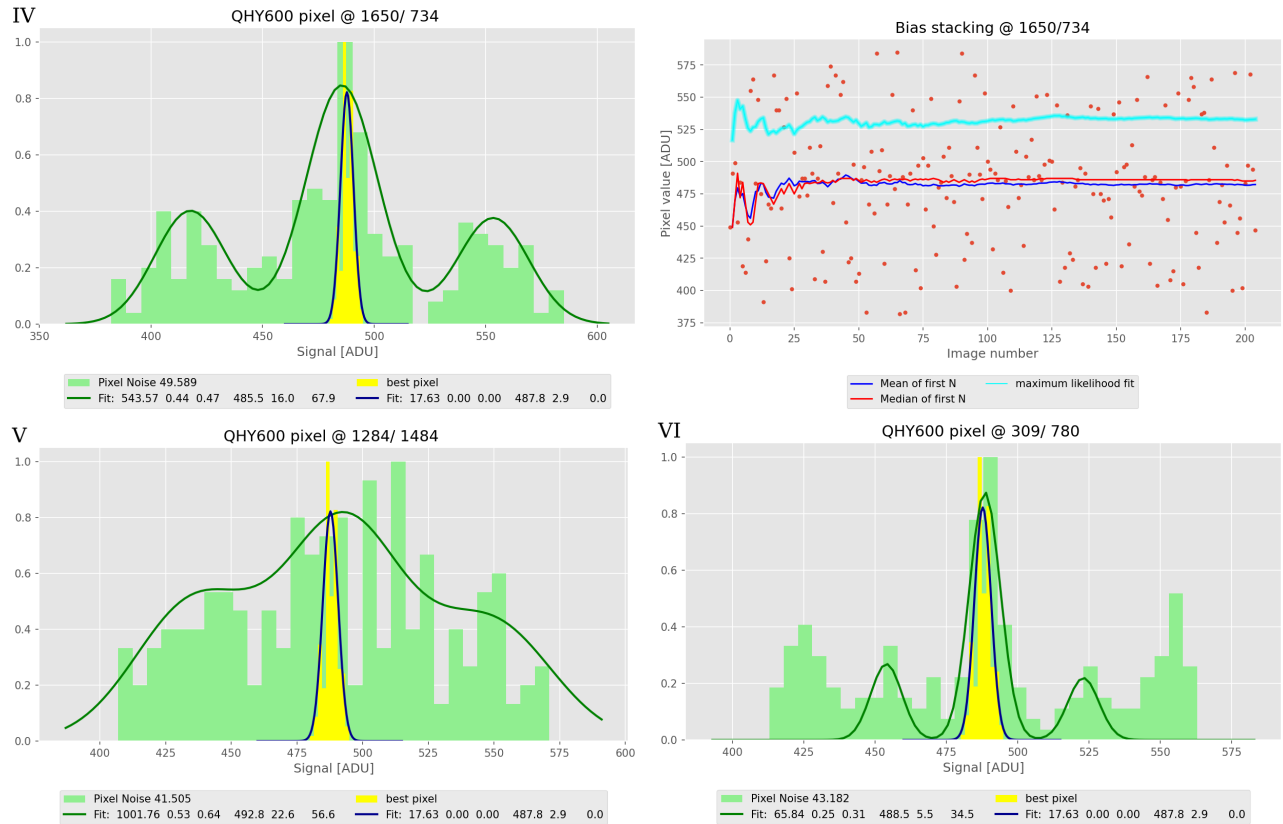 IV
QHY600 pixel @ 1650/ 734
1.0
0.8
0.6
0.4
0.2
0.0
350 400 450 500 550 600
Signal [ADU]
Pixel Noise 49.589 best pixel
Fit: 543.57 0.44 0.47 485.5 16.0 67.9 Fit: 17.63 0.00 0.00 487.8 2.9 0.0
Bias stacking @ 1650/734
Pixel value [ADU]
575
550
525
500
475
450
425
400
375
0 25 50 75 100 125 150 175 200
Image number
Mean of first N maximum likelihood fit
Median of first N
V
QHY600 pixel @ 1284/ 1484
1.0
0.8
0.6
0.4
0.2
0.0
400 425 450 475 500 525 550 575 600
Signal [ADU]
Pixel Noise 41.505 best pixel
Fit: 1001.76 0.53 0.64 492.8 22.6 56.6 Fit: 17.63 0.00 0.00 487.8 2.9 0.0
VI
QHY600 pixel @ 309/ 780
1.0
0.8
0.6
0.4
0.2
0.0
400 425 450 475 500 525 550 575
Signal [ADU]
Pixel Noise 43.182 best pixel
Fit: 65.84 0.25 0.31 488.5 5.5 34.5 Fit: 17.63 0.00 0.00 487.8 2.9 0.0